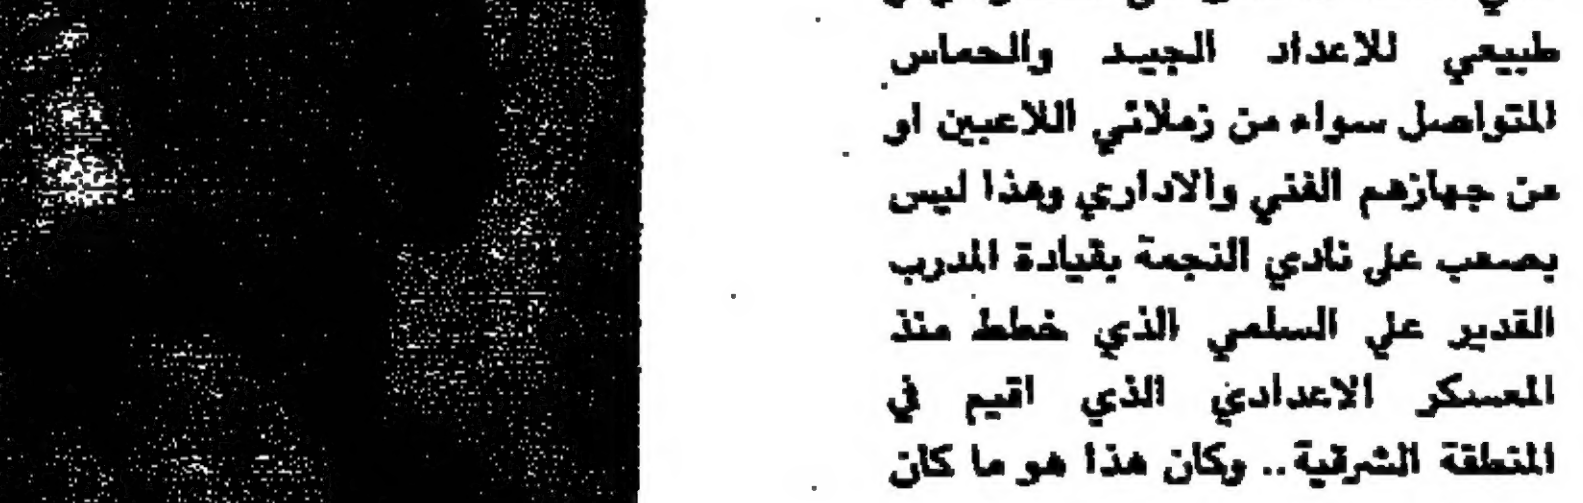 طبيعي للاعداد الجيد والحماس
المتواصل سواء من زملائي اللاعبين او
من جهازهم الفني والاداري وهذا ليس
بصعب على نادي النجمة بقيادة المدرب
القدير علي السلمي الذي خطط منذ
المعسكر الاعدادي الذي اقيم في
المنطقة الشرقية .. وكان هذا هو ما كان